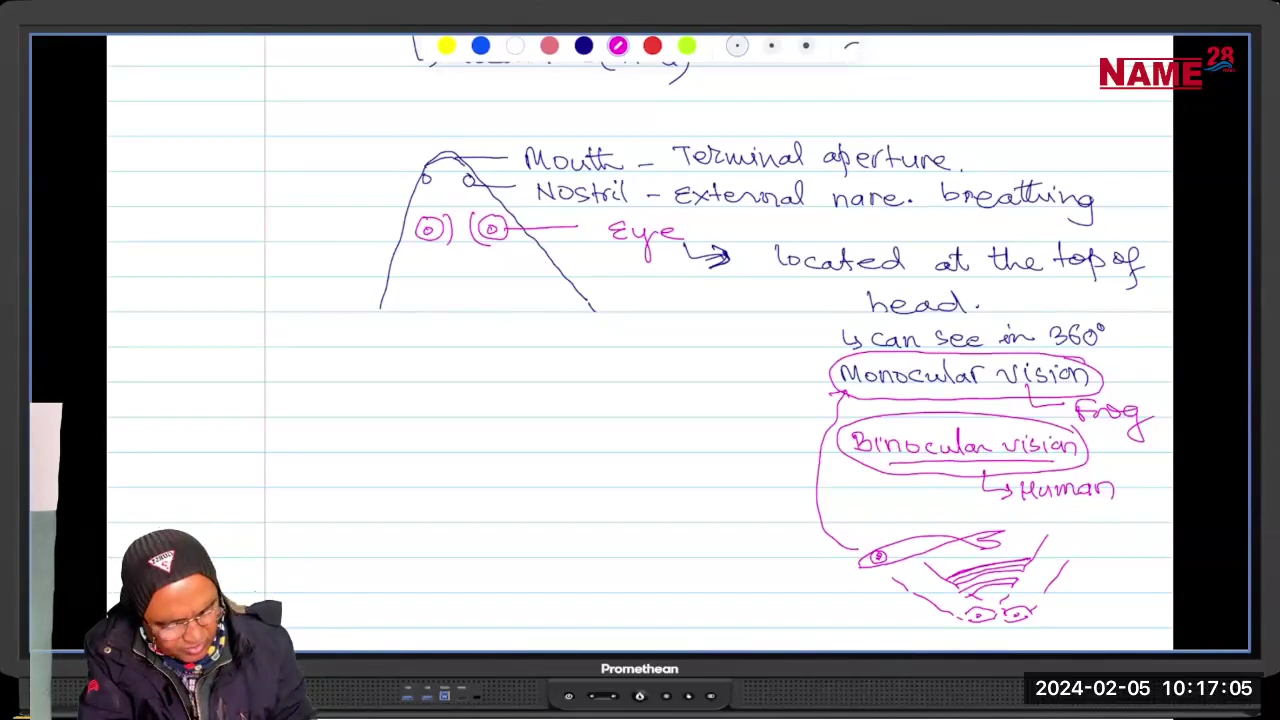 NAME 28
Mouth - Terminal aperture.
Nostril - External nare. breathing
Eye
located at the top of
head.
↳ can see in 360°
Monocular vision
Frog
Binocular vision
Human
Promethean
2024-02-05 10:17:05